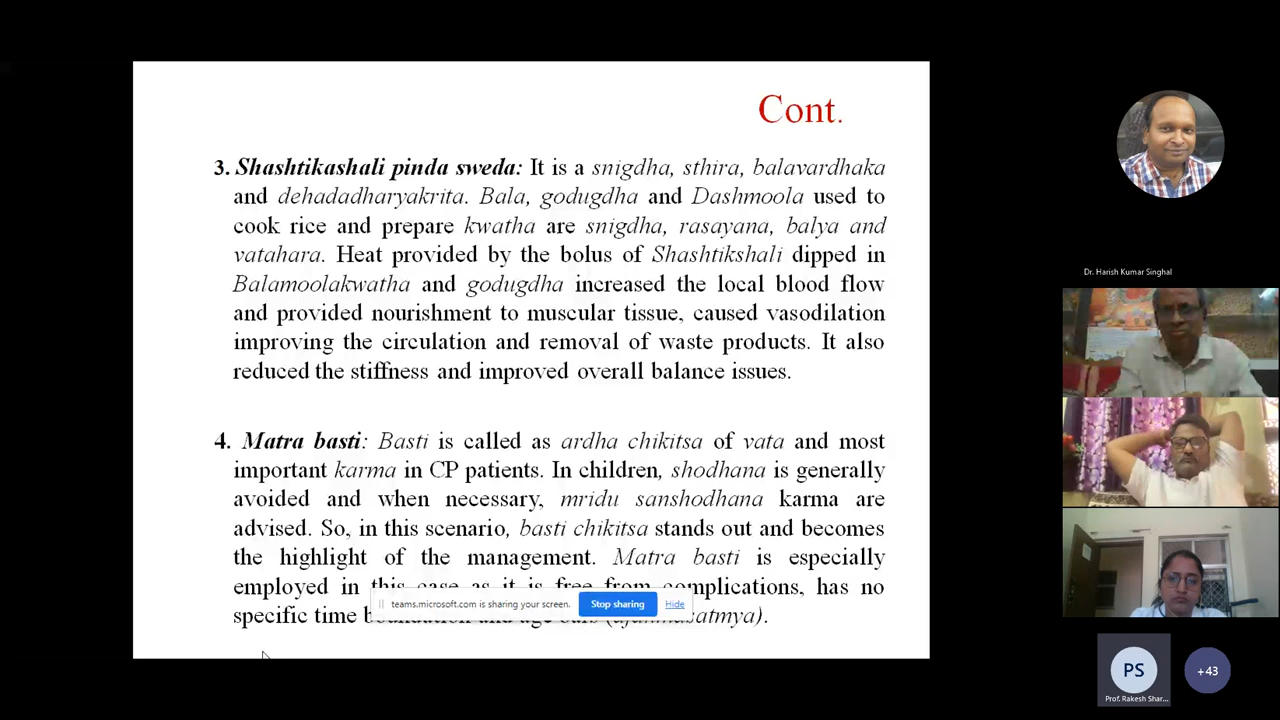 Cont.
3. Shashtikashali pinda sweda: It is a snigdha, sthira, balavardhaka
and dehadadharyakrita. Bala, godugdha and Dashmoola used to
cook rice and prepare kwatha are snigdha, rasayana, balya and
vatahara. Heat provided by the bolus of Shashtikshali dipped in
Balamoolakwatha and godugdha increased the local blood flow
and provided nourishment to muscular tissue, caused vasodilation
improving the circulation and removal of waste products. It also
reduced the stiffness and improved overall balance issues.
4. Matra basti: Basti is called as ardha chikitsa of vata and most
important karma in CP patients. In children, shodhana is generally
avoided and when necessary, mridu sanshodhana karma are
advised. So, in this scenario, basti chikitsa stands out and becomes
the highlight of the management. Matra basti is especially
employed in this case as it is free from complications, has no
specific time
teams.microsoft.com is sharing your screen. Stop sharing Hide
Dr. Harish Kumar Singhal
PS
Prof. Rakesh Shar...
+43